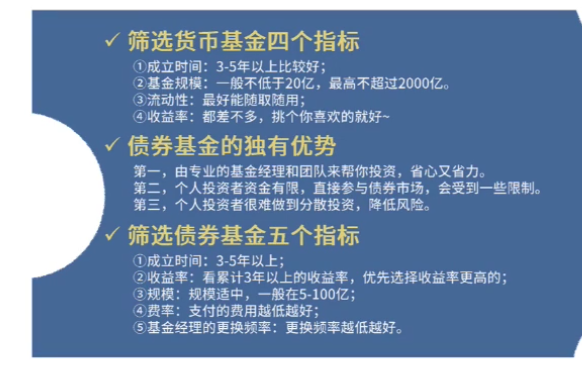 ✓ 筛选货币基金四个指标
①成立时间：3-5年以上比较好；
②基金规模：一般不低于20亿，最高不超过2000亿。
③流动性：最好能随取随用；
④收益率：都差不多，挑个你喜欢的就好~
✓ 债券基金的独有优势
第一，由专业的基金经理和团队来帮你投资，省心又省力。
第二，个人投资者资金有限，直接参与债券市场，会受到一些限制。
第三，个人投资者很难做到分散投资，降低风险。
✓ 筛选债券基金五个指标
①成立时间：3-5年以上；
②收益率：看累计3年以上的收益率，优先选择收益率更高的；
③规模：规模适中，一般在5-100亿；
④费率：支付的费用越低越好；
⑤基金经理的更换频率：更换频率越低越好。